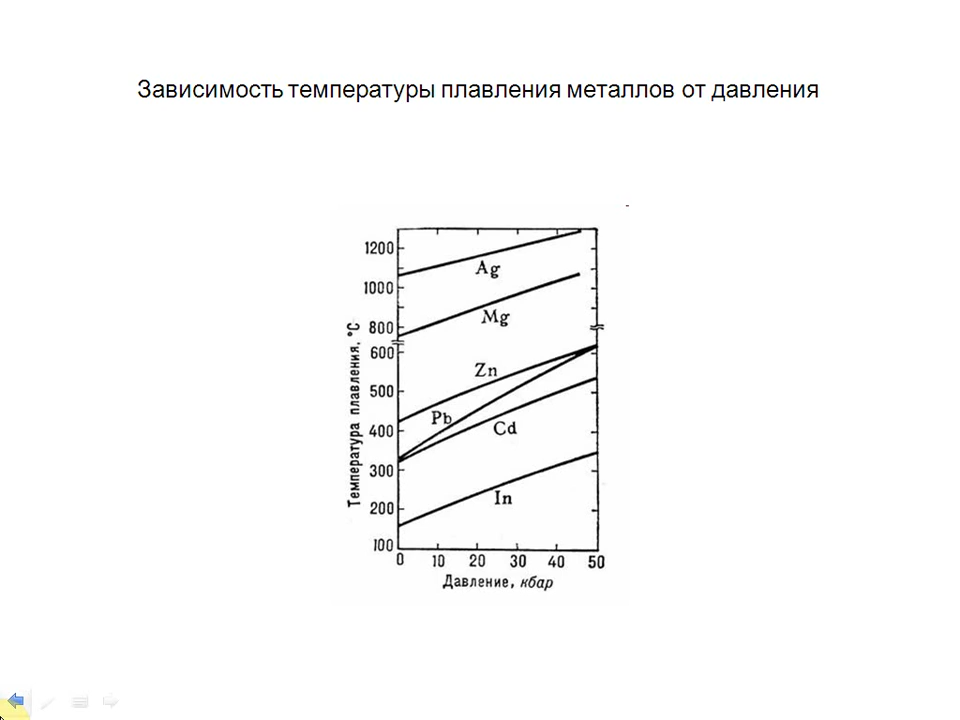 Зависимость температуры плавления металлов от давления
1200
1000
800
600
500
400
300
200
100
Температура плавления, °C
Ag
Mg
Zn
Pb
Cd
In
0 10 20 30 40 50
Давление, кбар